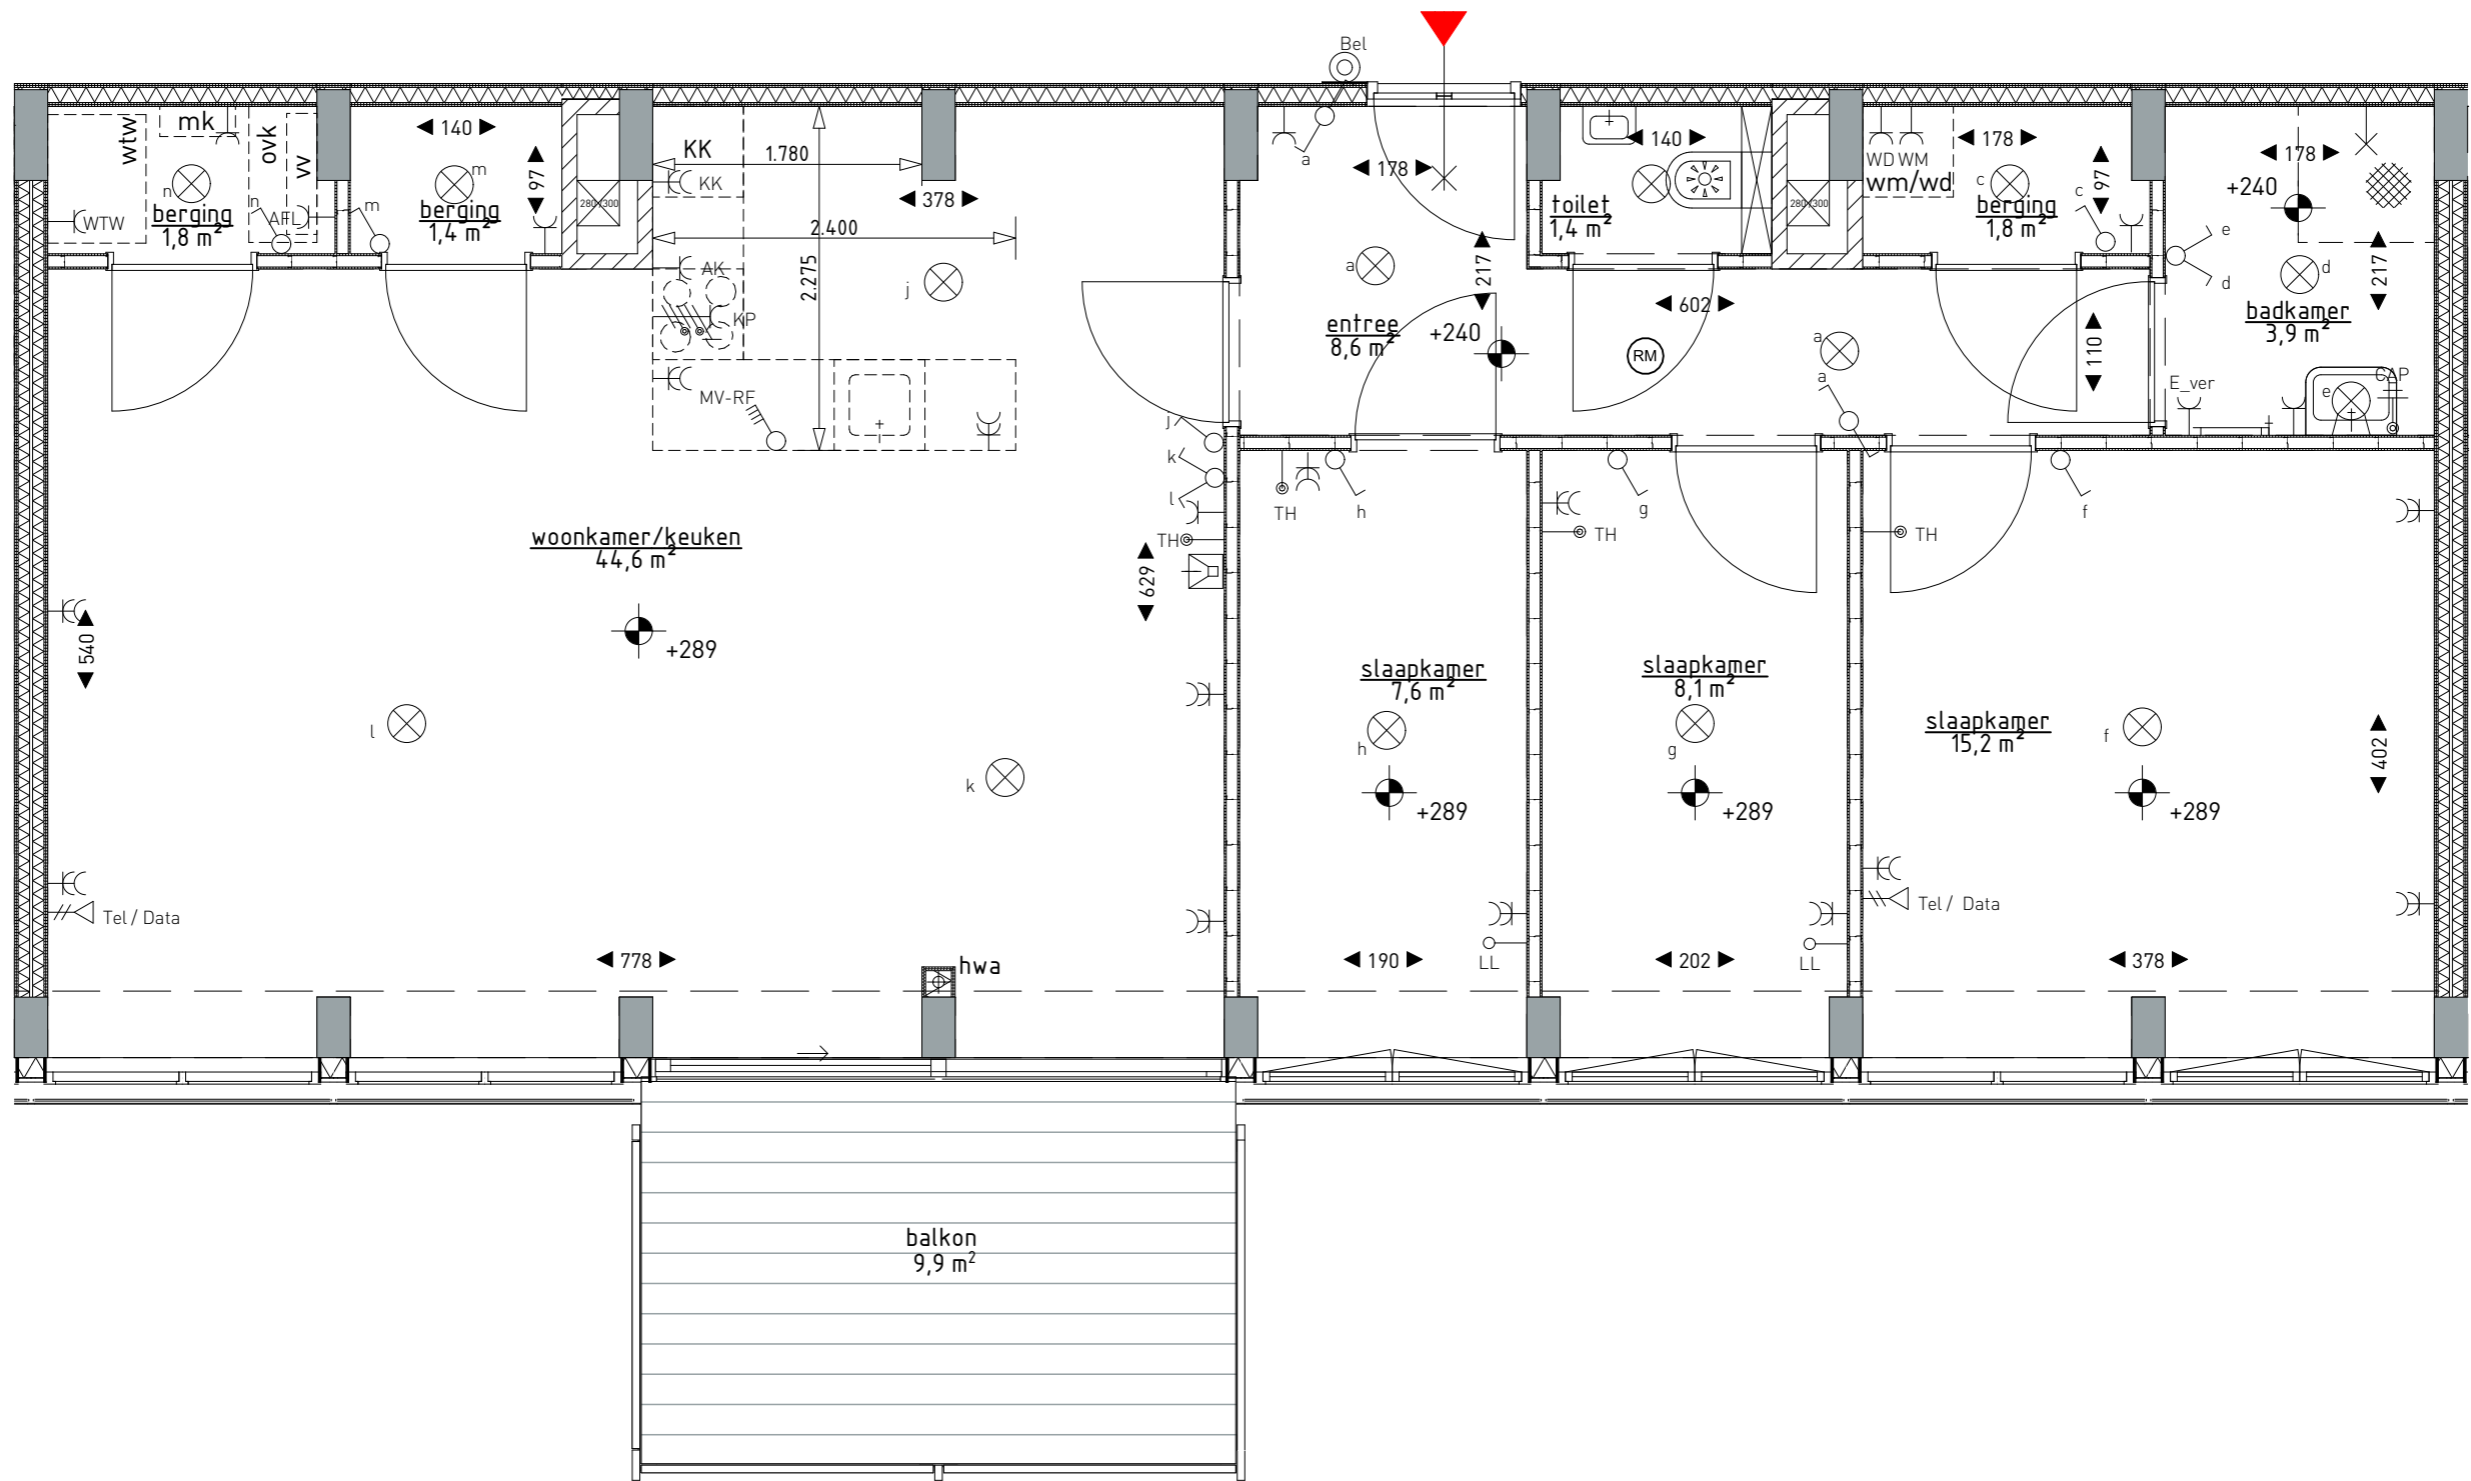 Bel
wtw
mk
ovk
vv
n
n
berging
1,8 m²
WTW
AFL
140
m
m
berging
1,4 m²
97
280/300
KK
1.780
KK
378
2.400
2.275
AK
KP
MV-RF
j
a
178
a
entree
8,6 m²
217
+240
140
toilet
1,4 m²
280/300
602
RM
a
a
WD WM
wm/wd
178
c
c
97
berging
1,8 m²
110
178
+240
e
d
d
217
badkamer
3,9 m²
E_ver
CAP
e
j
k
l
TH
629
woonkamer/keuken
44,6 m²
+289
540
l
k
Tel / Data
778
hwa
TH
h
slaapkamer
7,6 m²
h
+289
190
LL
g
TH
slaapkamer
8,1 m²
g
+289
202
LL
f
TH
slaapkamer
15,2 m²
f
402
+289
Tel / Data
378
balkon
9,9 m²